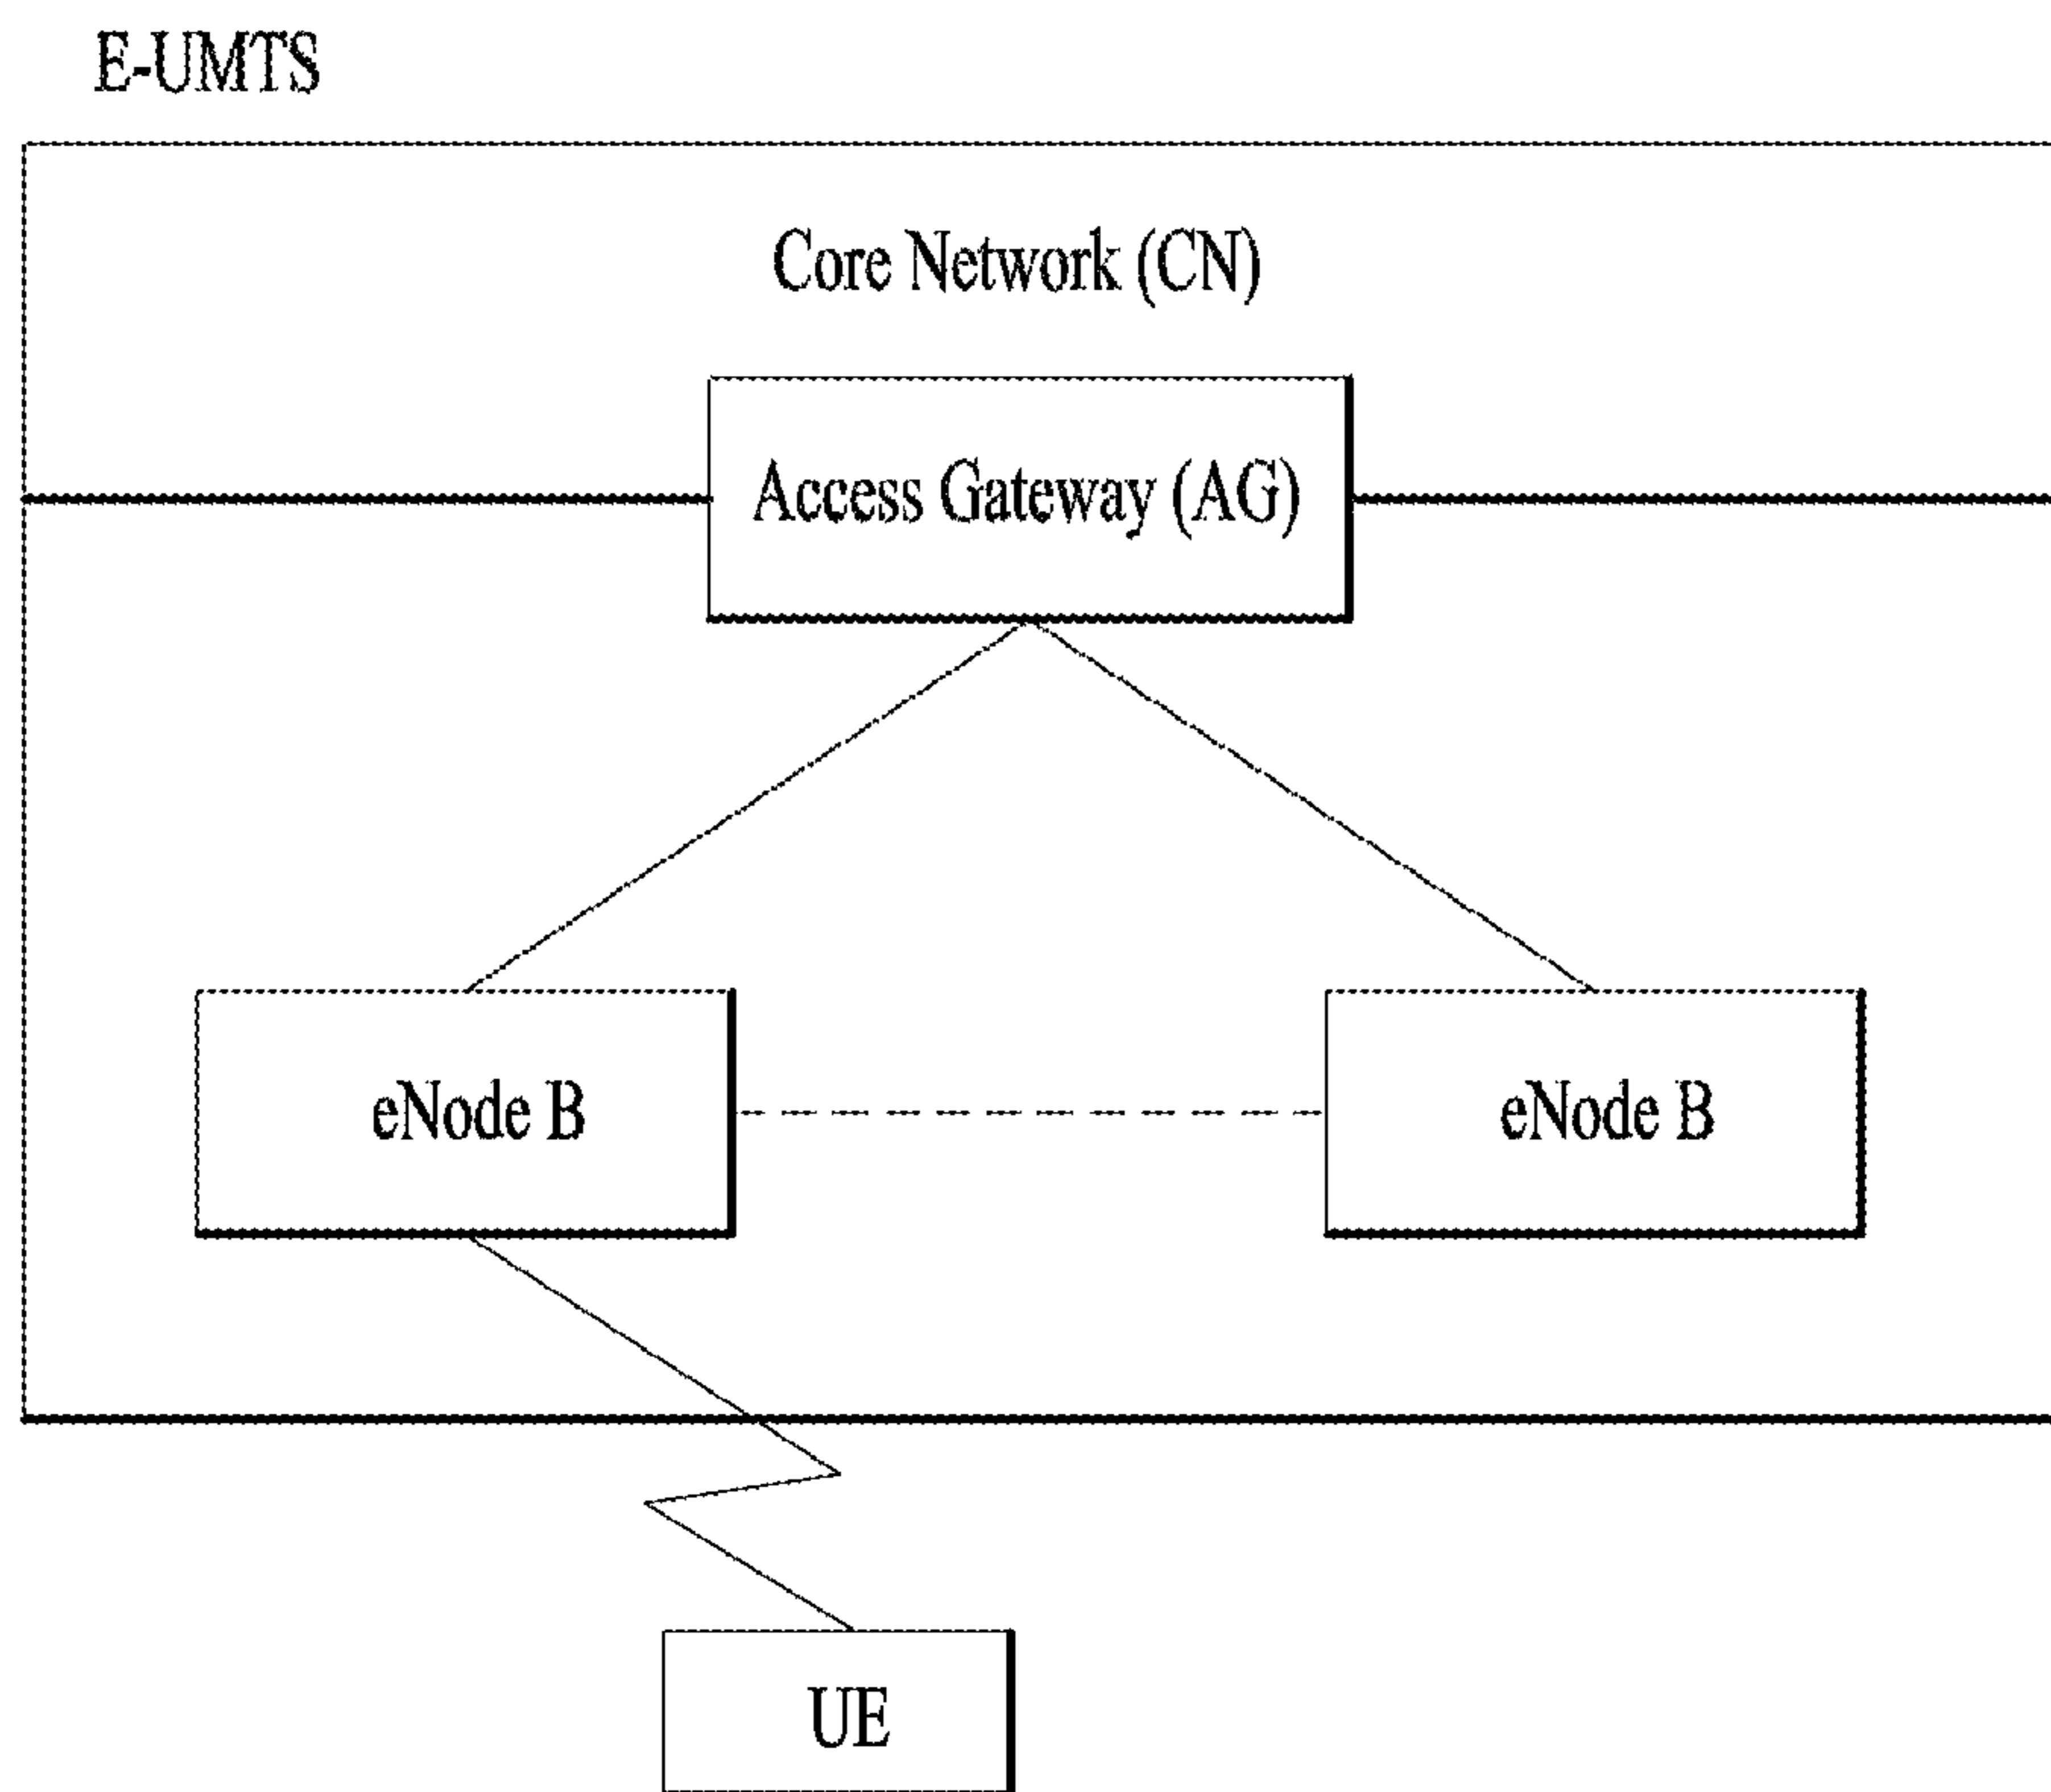 E-UMTS
Core Network (CN)
Access Gateway (AG)
eNode B
eNode B
UE